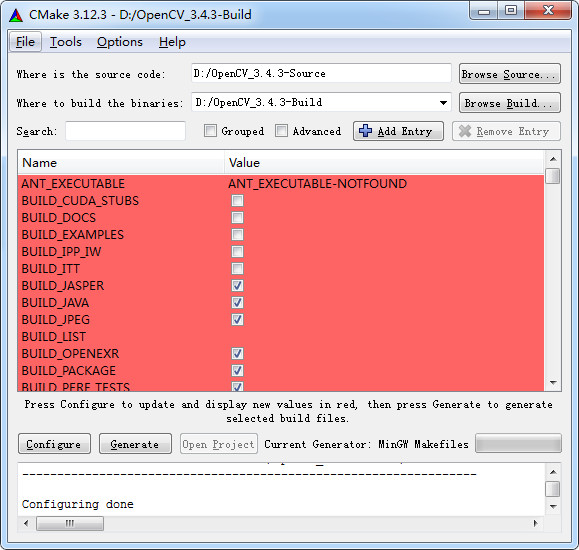 CMake 3.12.3 - D:/OpenCV_3.4.3-Build
File Tools Options Help
Where is the source code: D:/OpenCV_3.4.3-Source Browse Source...
Where to build the binaries: D:/OpenCV_3.4.3-Build Browse Build...
Search: Grouped Advanced Add Entry Remove Entry
Name Value
ANT_EXECUTABLE ANT_EXECUTABLE-NOTFOUND
BUILD_CUDA_STUBS
BUILD_DOCS
BUILD_EXAMPLES
BUILD_IPP_IW
BUILD_ITT
BUILD_JASPER
BUILD_JAVA
BUILD_JPEG
BUILD_LIST
BUILD_OPENEXR
BUILD_PACKAGE
BUILD_PERF_TESTS
Press Configure to update and display new values in red, then press Generate to generate
selected build files.
Configure Generate Open Project Current Generator: MinGW Makefiles
Configuring done